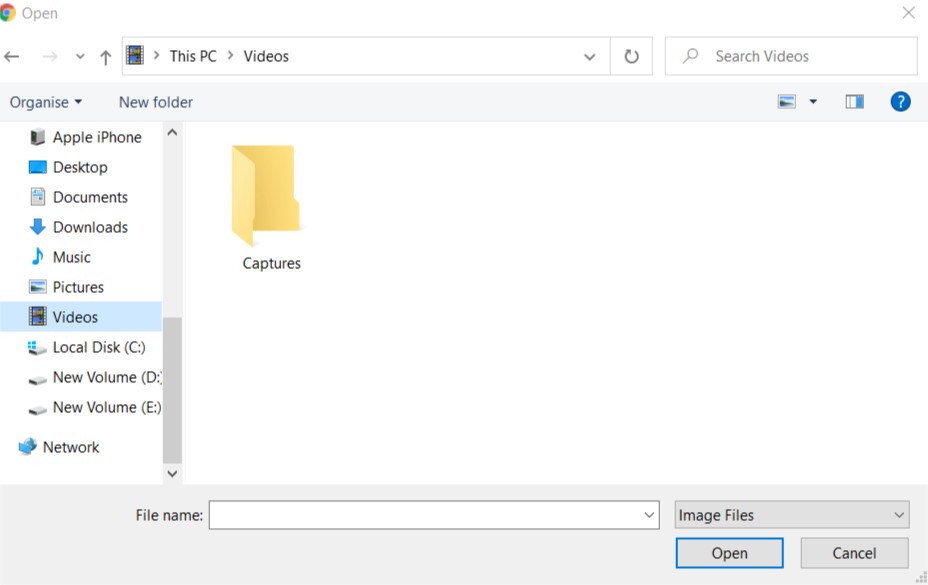 Open
This PC > Videos
Search Videos
Organise
New folder
?
Apple iPhone
Desktop
Documents
Downloads
Music
Pictures
Videos
Local Disk (C:)
New Volume (D:
New Volume (E:)
Network
Captures
File name:
Image Files
Open
Cancel